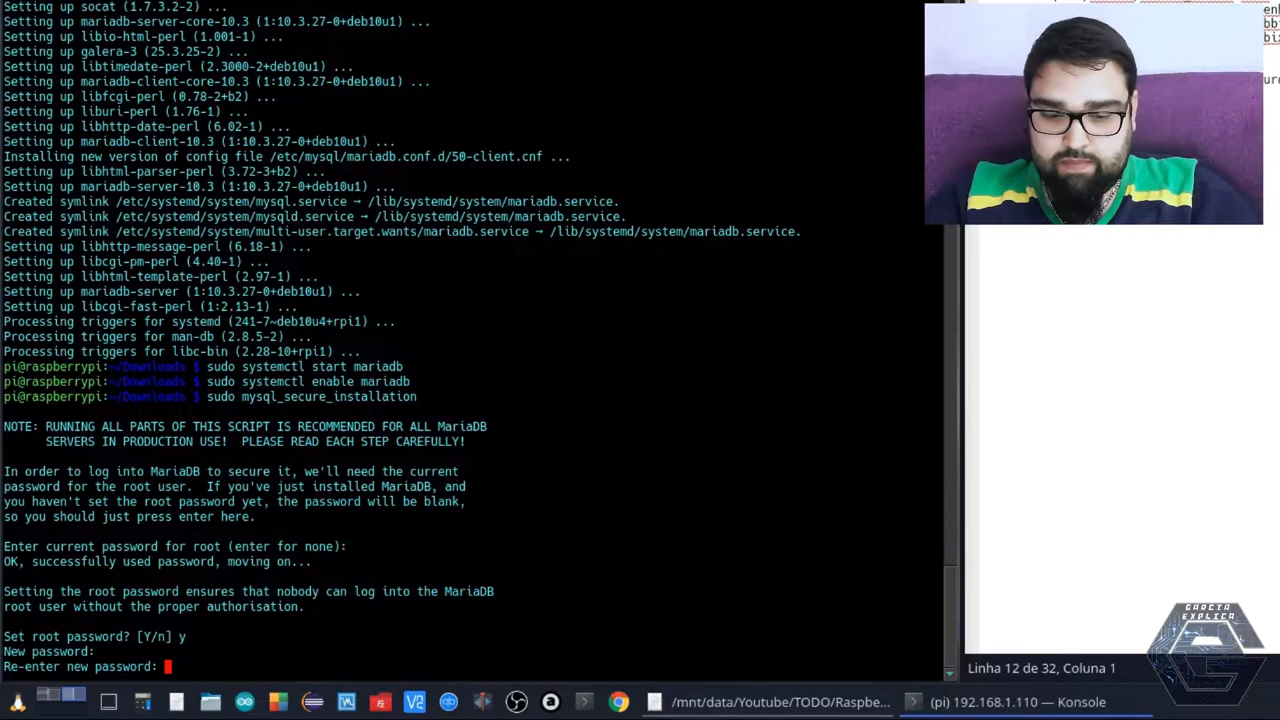 Setting up socat (1.7.3.2-2) ...
Setting up mariadb-server-core-10.3 (1:10.3.27-0+deb10u1) ...
Setting up libio-html-perl (1.001-1) ...
Setting up galera-3 (25.3.25-2) ...
Setting up libtimedate-perl (2.3000-2+deb10u1) ...
Setting up mariadb-client-core-10.3 (1:10.3.27-0+deb10u1) ...
Setting up libfcgi-perl (0.78-2+b2) ...
Setting up liburi-perl (1.76-1) ...
Setting up libhttp-date-perl (6.02-1) ...
Setting up mariadb-client-10.3 (1:10.3.27-0+deb10u1) ...
Installing new version of config file /etc/mysql/mariadb.conf.d/50-client.cnf ...
Setting up libhtml-parser-perl (3.72-3+b2) ...
Setting up mariadb-server-10.3 (1:10.3.27-0+deb10u1) ...
Created symlink /etc/systemd/system/mysql.service → /lib/systemd/system/mariadb.service.
Created symlink /etc/systemd/system/mysqld.service → /lib/systemd/system/mariadb.service.
Created symlink /etc/systemd/system/multi-user.target.wants/mariadb.service → /lib/systemd/system/mariadb.service.
Setting up libhttp-message-perl (6.18-1) ...
Setting up libcgi-pm-perl (4.40-1) ...
Setting up libhtml-template-perl (2.97-1) ...
Setting up mariadb-server (1:10.3.27-0+deb10u1) ...
Setting up libcgi-fast-perl (1:2.13-1) ...
Processing triggers for systemd (241-7~deb10u4+rpi1) ...
Processing triggers for man-db (2.8.5-2) ...
Processing triggers for libc-bin (2.28-10+rpi1) ...
pi@raspberrypi:~/Downloads $ sudo systemctl start mariadb
pi@raspberrypi:~/Downloads $ sudo systemctl enable mariadb
pi@raspberrypi:~/Downloads $ sudo mysql_secure_installation
NOTE: RUNNING ALL PARTS OF THIS SCRIPT IS RECOMMENDED FOR ALL MariaDB
SERVERS IN PRODUCTION USE! PLEASE READ EACH STEP CAREFULLY!
In order to log into MariaDB to secure it, we'll need the current
password for the root user. If you've just installed MariaDB, and
you haven't set the root password yet, the password will be blank,
so you should just press enter here.
Enter current password for root (enter for none):
OK, successfully used password, moving on...
Setting the root password ensures that nobody can log into the MariaDB
root user without the proper authorisation.
Set root password? [Y/n] y
New password:
Re-enter new password:
GARCIA
EXPLICA
Linha 12 de 32, Coluna 1
/mnt/data/Youtube/TODO/Raspbe...
(pi) 192.168.1.110 — Konsole